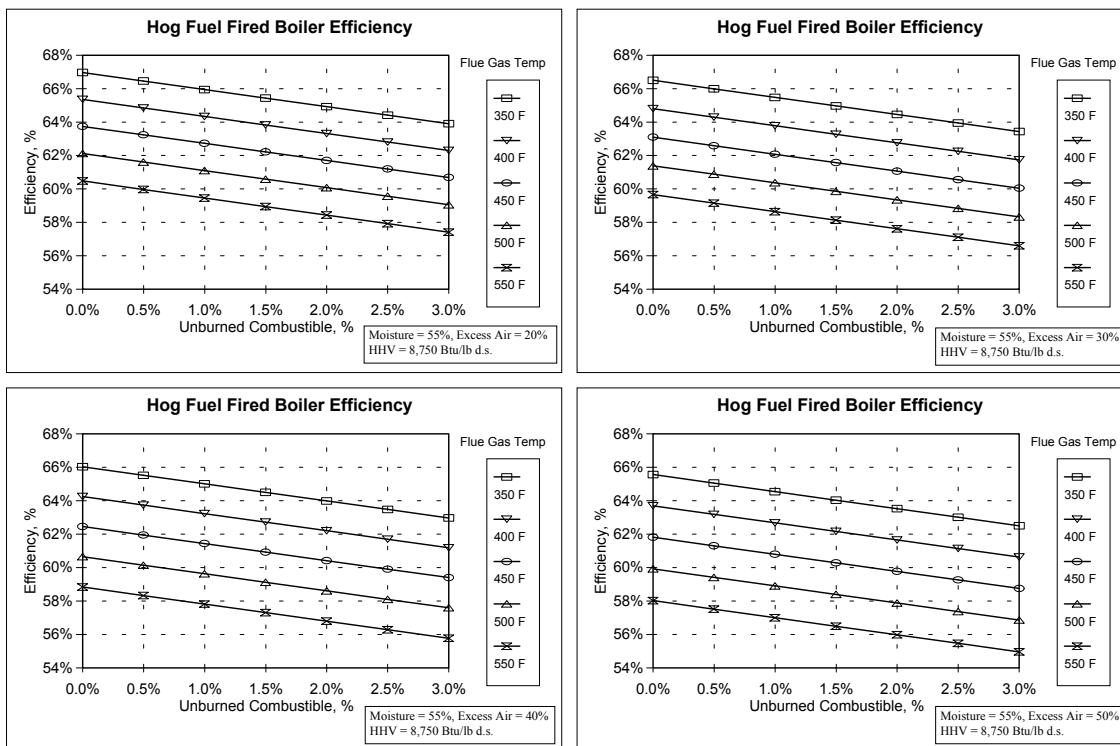 Hog Fuel Fired Boiler Efficiency
68%
66%
64%
62%
60%
58%
56%
54%
Efficiency, %
0.0% 0.5% 1.0% 1.5% 2.0% 2.5% 3.0%
Unburned Combustible, %
Flue Gas Temp
350 F
400 F
450 F
500 F
550 F
Moisture = 55%, Excess Air = 20%
HHV = 8,750 Btu/lb d.s.
Hog Fuel Fired Boiler Efficiency
68%
66%
64%
62%
60%
58%
56%
54%
Efficiency, %
0.0% 0.5% 1.0% 1.5% 2.0% 2.5% 3.0%
Unburned Combustible, %
Flue Gas Temp
350 F
400 F
450 F
500 F
550 F
Moisture = 55%, Excess Air = 30%
HHV = 8,750 Btu/lb d.s.
Hog Fuel Fired Boiler Efficiency
68%
66%
64%
62%
60%
58%
56%
54%
Efficiency, %
0.0% 0.5% 1.0% 1.5% 2.0% 2.5% 3.0%
Unburned Combustible, %
Flue Gas Temp
350 F
400 F
450 F
500 F
550 F
Moisture = 55%, Excess Air = 40%
HHV = 8,750 Btu/lb d.s.
Hog Fuel Fired Boiler Efficiency
68%
66%
64%
62%
60%
58%
56%
54%
Efficiency, %
0.0% 0.5% 1.0% 1.5% 2.0% 2.5% 3.0%
Unburned Combustible, %
Flue Gas Temp
350 F
400 F
450 F
500 F
550 F
Moisture = 55%, Excess Air = 50%
HHV = 8,750 Btu/lb d.s.